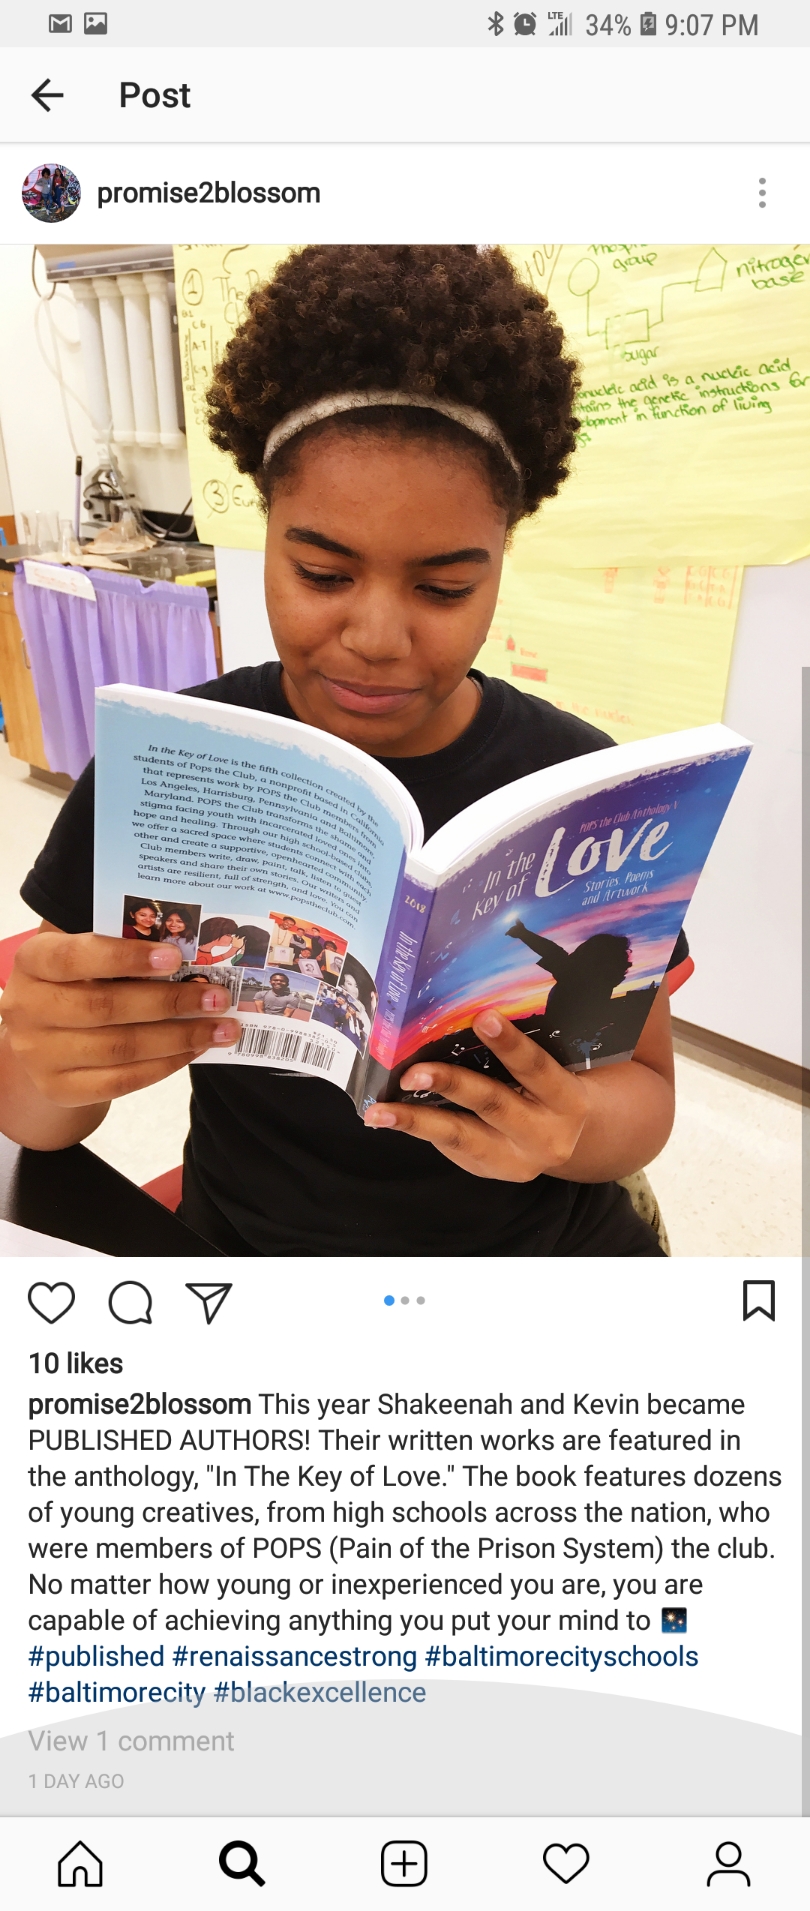 34% 9:07 PM
LTE
Post
promise2blossom
1
The
group
nitrogen
base
sugar
nucleic acid is a nucleic acid
the genetic instructions for
in function of living
3
In the Key of Love is the fifth collection created by the
students of Pops the Club, a nonprofit based in California
that represents work by POPS the Club members from
Los Angeles, Harrisburg, Pennsylvania and Baltimore,
Maryland. POPS the Club transforms the shame and
stigma facing youth with incarcerated loved ones into
hope and healing. Through our high school-based clubs,
we offer a sacred space where students connect with each
other and create a supportive, openhearted community.
Club members write, draw, paint, talk, listen to guest
speakers and share their own stories. Our writers and
artists are resilient, full of strength, and love. You can
learn more about our work at www.popstheclub.com.
2018
In the Key of Love
POPS the Club Anthology V
In the
Key of
Love
Stories, Poems
and Artwork
10 likes
promise2blossom This year Shakeenah and Kevin became
PUBLISHED AUTHORS! Their written works are featured in
the anthology, "In The Key of Love." The book features dozens
of young creatives, from high schools across the nation, who
were members of POPS (Pain of the Prison System) the club.
No matter how young or inexperienced you are, you are
capable of achieving anything you put your mind to 🎇
#published #renaissancestrong #baltimorecityschools
#baltimorecity #blackexcellence
View 1 comment
1 DAY AGO